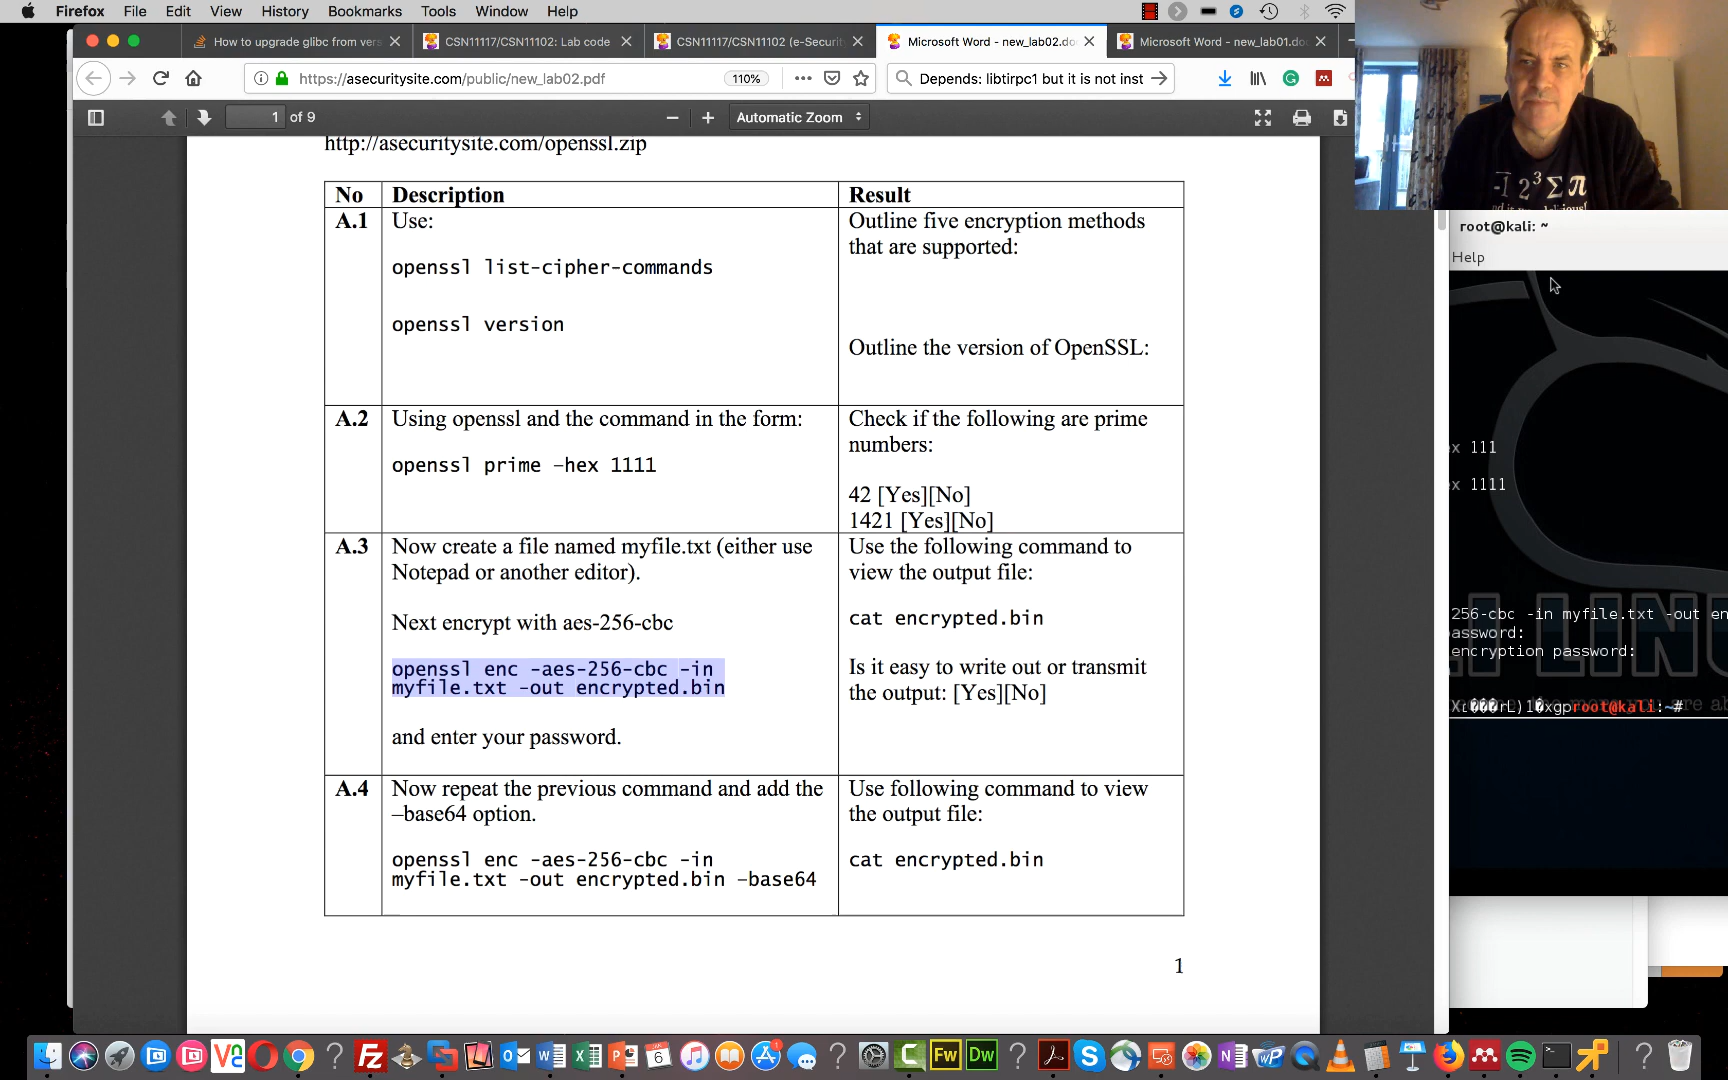 Firefox File Edit View History Bookmarks Tools Window Help
How to upgrade glibc from vers
CSN11117/CSN11102: Lab code
CSN11117/CSN11102 (e-Securit
Microsoft Word - new_lab02.do
Microsoft Word - new_lab01.doc
https://asecuritysite.com/public/new_lab02.pdf
110%
Depends: libtirpc1 but it is not inst
1 of 9
Automatic Zoom
http://asecuritysite.com/openssl.zip
No Description Result
A.1 Use:
openssl list-cipher-commands
openssl version
Outline five encryption methods
that are supported:
Outline the version of OpenSSL:
A.2 Using openssl and the command in the form:
openssl prime –hex 1111
Check if the following are prime
numbers:
42 [Yes][No]
1421 [Yes][No]
A.3 Now create a file named myfile.txt (either use
Notepad or another editor).
Next encrypt with aes-256-cbc
openssl enc -aes-256-cbc -in
myfile.txt -out encrypted.bin
and enter your password.
Use the following command to
view the output file:
cat encrypted.bin
Is it easy to write out or transmit
the output: [Yes][No]
A.4 Now repeat the previous command and add the
–base64 option.
openssl enc -aes-256-cbc -in
myfile.txt -out encrypted.bin –base64
Use following command to view
the output file:
cat encrypted.bin
1
root@kali: ~
Help
x 111
x 1111
256-cbc -in myfile.txt -out en
assword:
encryption password:
root@kali:~#